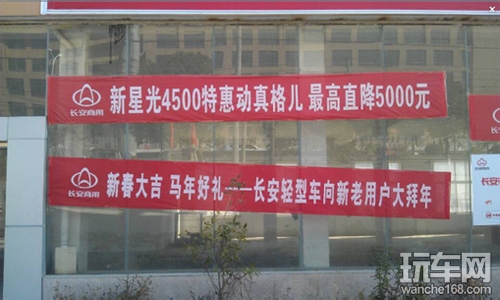 长安商用 新星光4500特惠动真格儿 最高直降5000元
长安商用 新春大吉 马年好礼——长安轻型车向新老用户大拜年
玩车网
wanche168.com